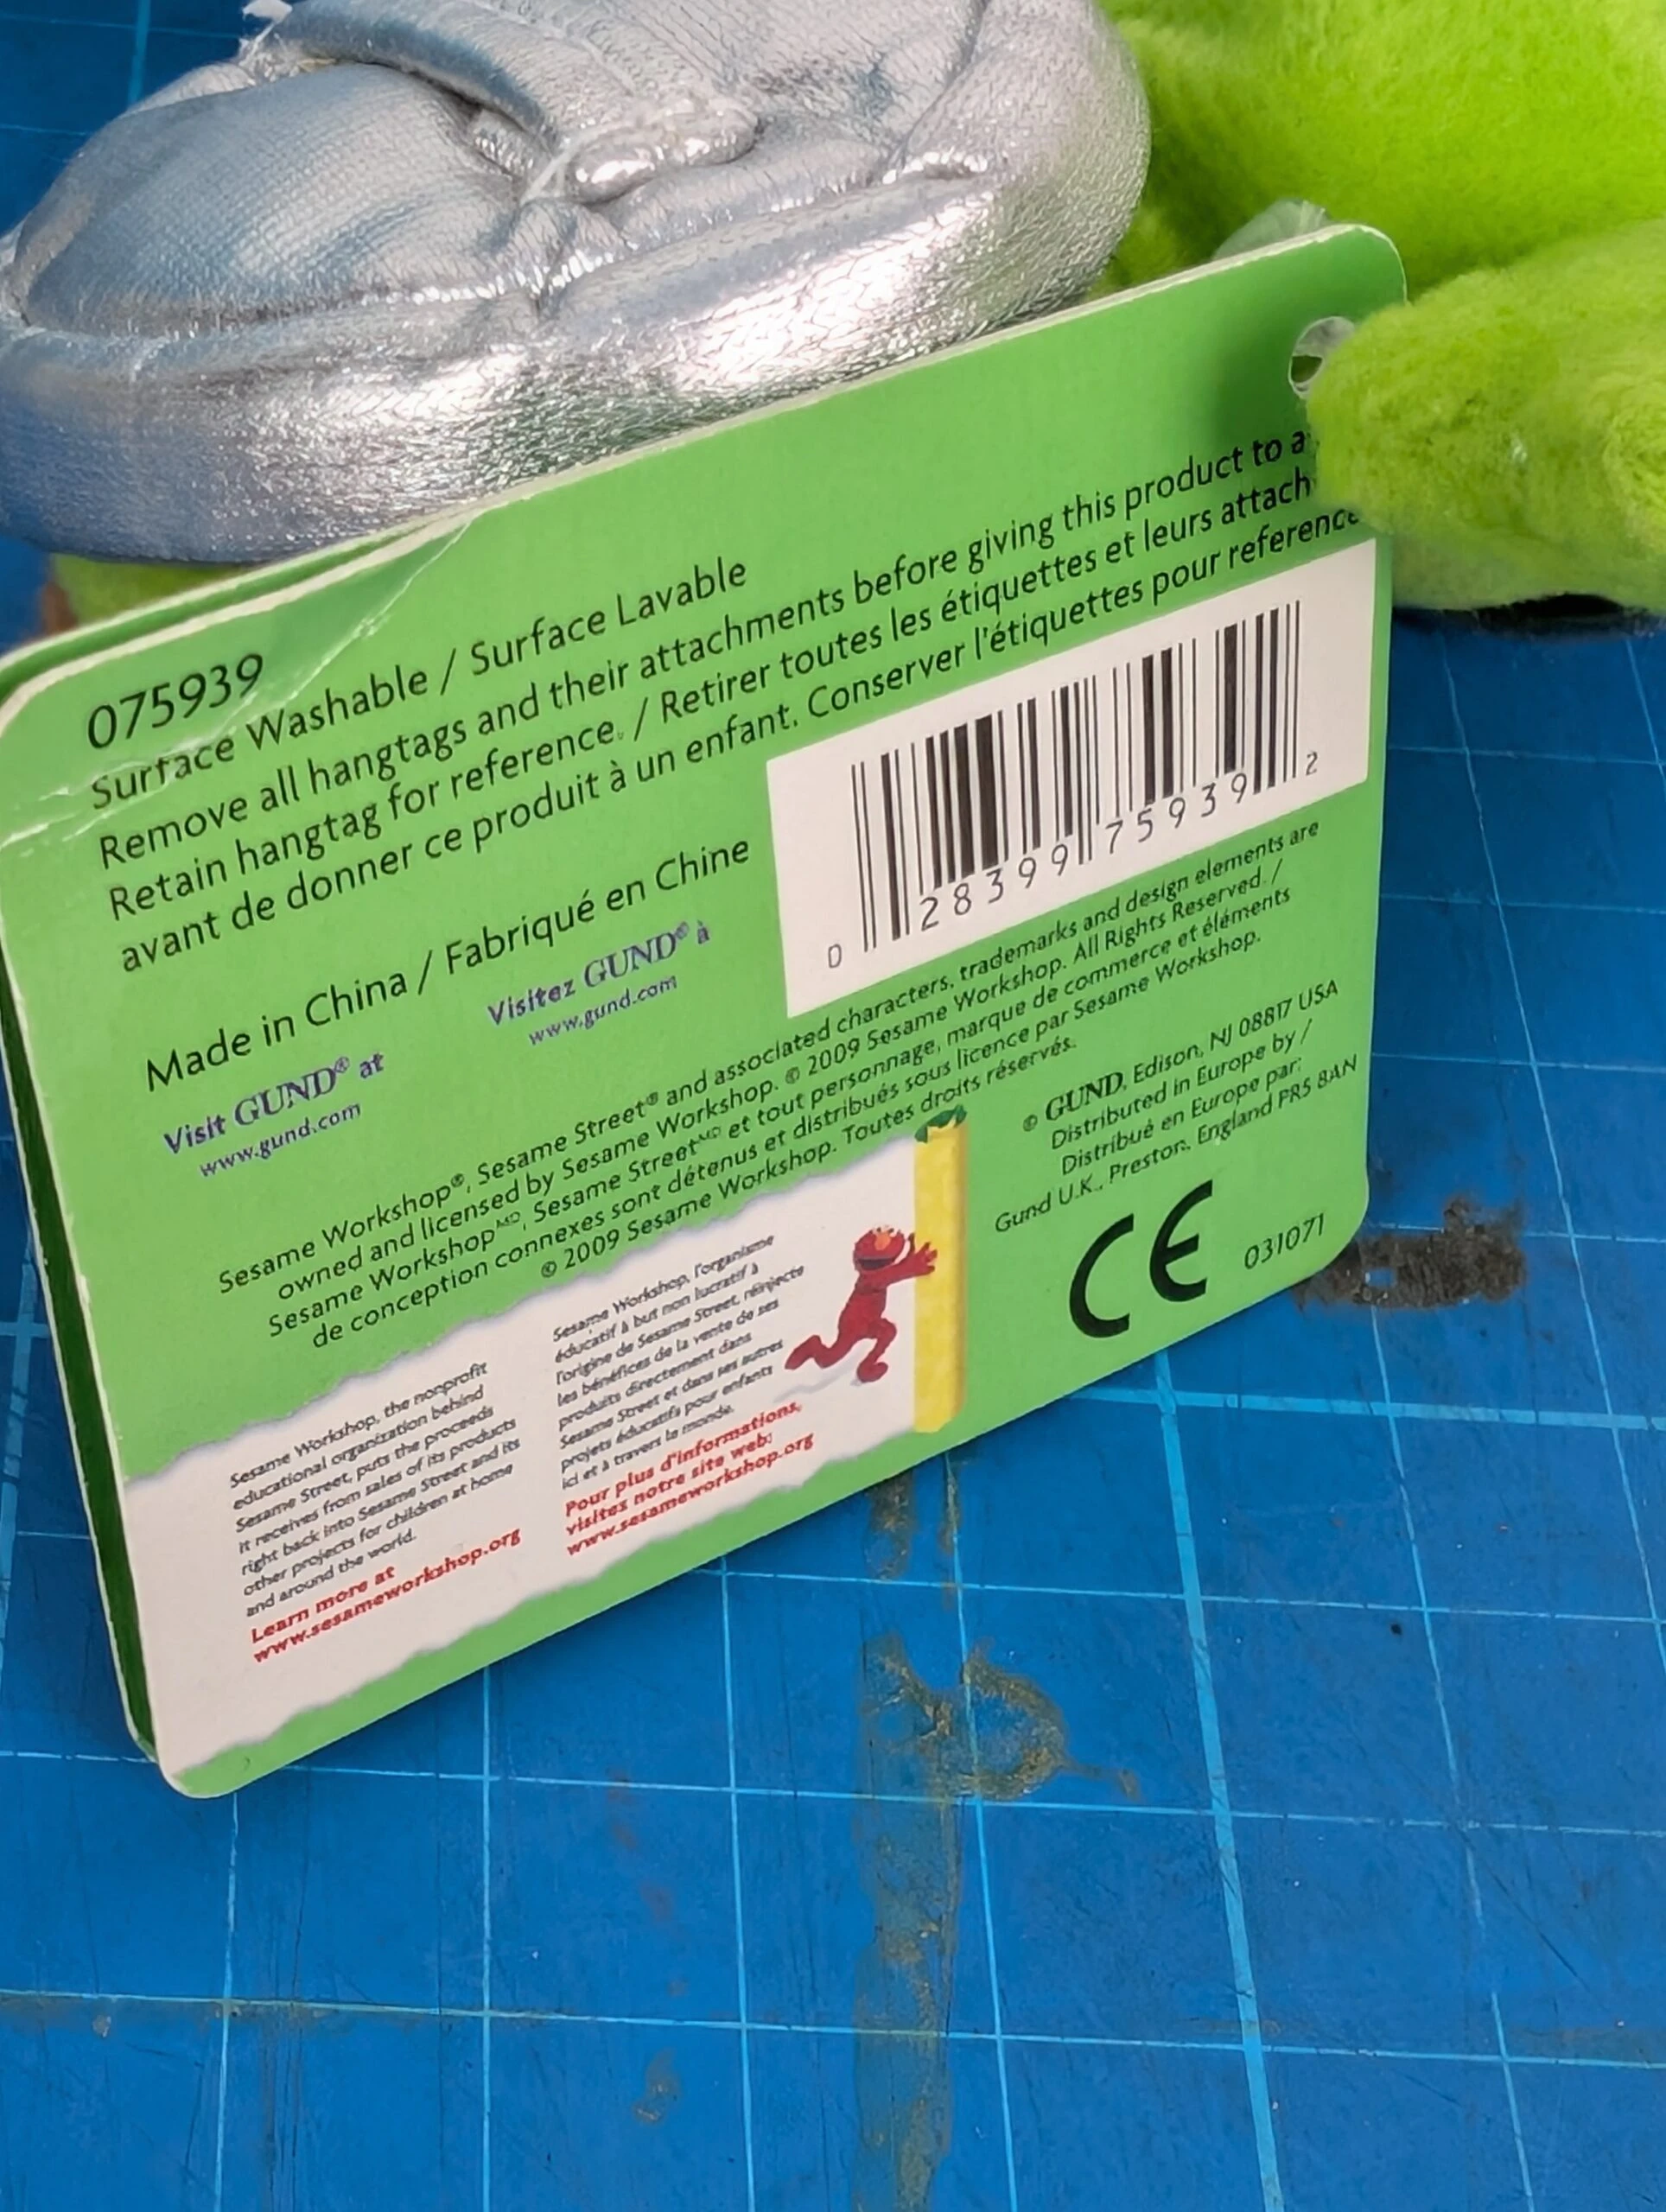 075939
Surface Washable / Surface Lavable
Remove all hangtags and their attachments before giving this product to a
Retain hangtag for reference. / Retirer toutes les étiquettes et leurs attach
avant de donner ce produit à un enfant. Conserver l'étiquettes pour reference
Made in China / Fabriqué en Chine
Visit GUND® at
www.gund.com
Visitez GUND® à
www.gund.com
0 28399 75939 2
Sesame Workshop®, Sesame Street® and associated characters, trademarks and design elements are
owned and licensed by Sesame Workshop. © 2009 Sesame Workshop. All Rights Reserved. /
Sesame Workshop MD, Sesame Street MD et tout personnage, marque de commerce et éléments
de conception connexes sont détenus et distribués sous licence par Sesame Workshop.
© 2009 Sesame Workshop. Toutes droits réservés.
© GUND, Edison, NJ 08817 USA
Distributed in Europe by /
Distribué en Europe par:
Gund U.K., Preston, England PR5 8AN
CE
031071
Sesame Workshop, the nonprofit
educational organization behind
Sesame Street, puts the proceeds
it receives from sales of its products
right back into Sesame Street and its
other projects for children at home
and around the world.
Learn more at
www.sesameworkshop.org
Sesame Workshop, l'organisme
éducatif à but non lucratif à
l'origine de Sesame Street, réinjecte
les bénéfices de la vente de ses
produits directement dans
Sesame Street et dans ses autres
projets éducatifs pour enfants
ici et à travers le monde.
Pour plus d'informations,
visitez notre site web:
www.sesameworkshop.org